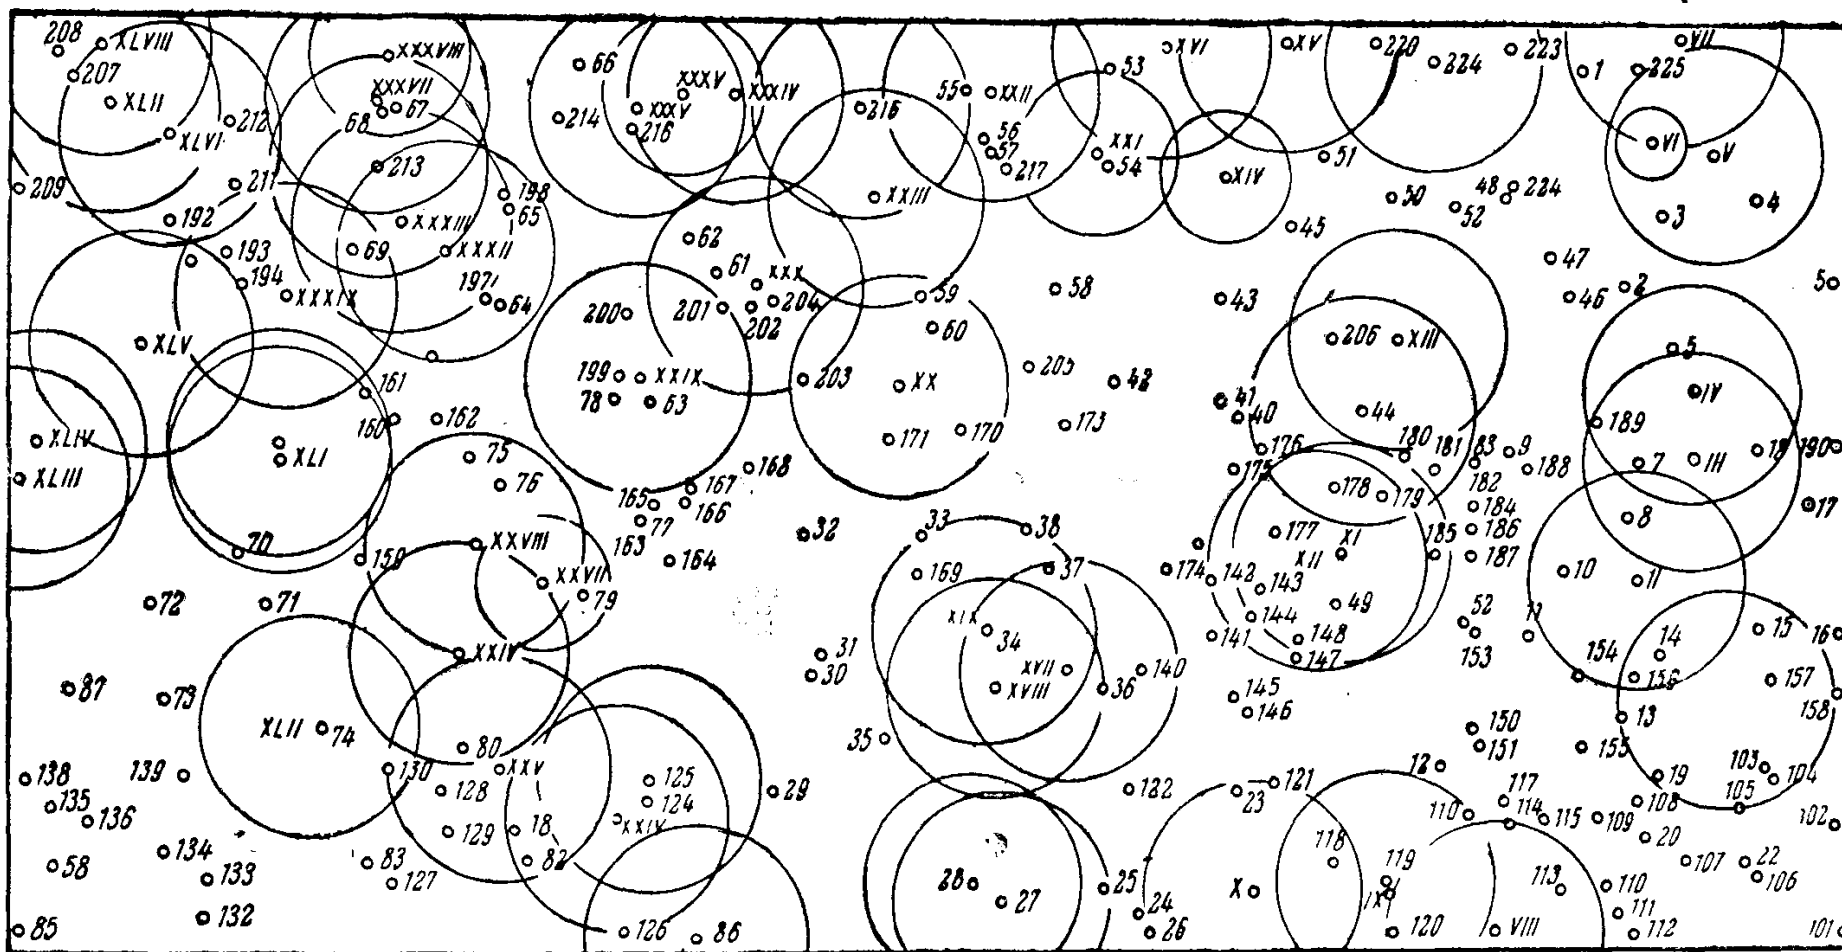 208 XLVIII XXXVIII XVI XV 220 223 VII
207 66 53 224 1 225
XLII XXXVII 67 XXXV XXXIV 55 XXII
212 68 214 XXXV 216 216 56
XLVI 57 XXI 51 VI V
213 217 54 XIV
209 211 198 XXIII 50 48 224 4
192 65 52 3
XXXIII 62 45
193 69 XXXII 47
194 61 XXX 2 5
XXXIX 197 64 201 204 59 58 43 46
200 202 60
XLV 206 XIII 5
199 XXIX 203 XX 205 42 IV
161 78 63 41
160 162 171 170 173 40 44 189
XLIV 176 180 181 83 9 18 190
XLI 75 168 175 182 188 7 III
XLIII 76 167 178 179
165 166 184 17
77 32 33 38 177 185 186 8
70 XXVIII 163 XI
159 164 169 37 174 XII 187
XXVII 142 143 10 11
72 71 79 49
XIX 144 52 11 15 16
34 141 148 153 14
31 XVII 140 147 154
XXIV 30 XVIII 36 156 157
87 73 145 158
XLII 74 146 150 13
35 151 155
80
138 139 130 XXV 125 12 103
128 29 122 23 121 19 104
135 124 117 105
136 129 18 XXIV 110 114 115 109 108 102
134 118 20
58 83 82 119 107 22
133 127 28 25 X IX 113 110 106
132 27 24 111
85 126 86 26 120 VIII 112 101